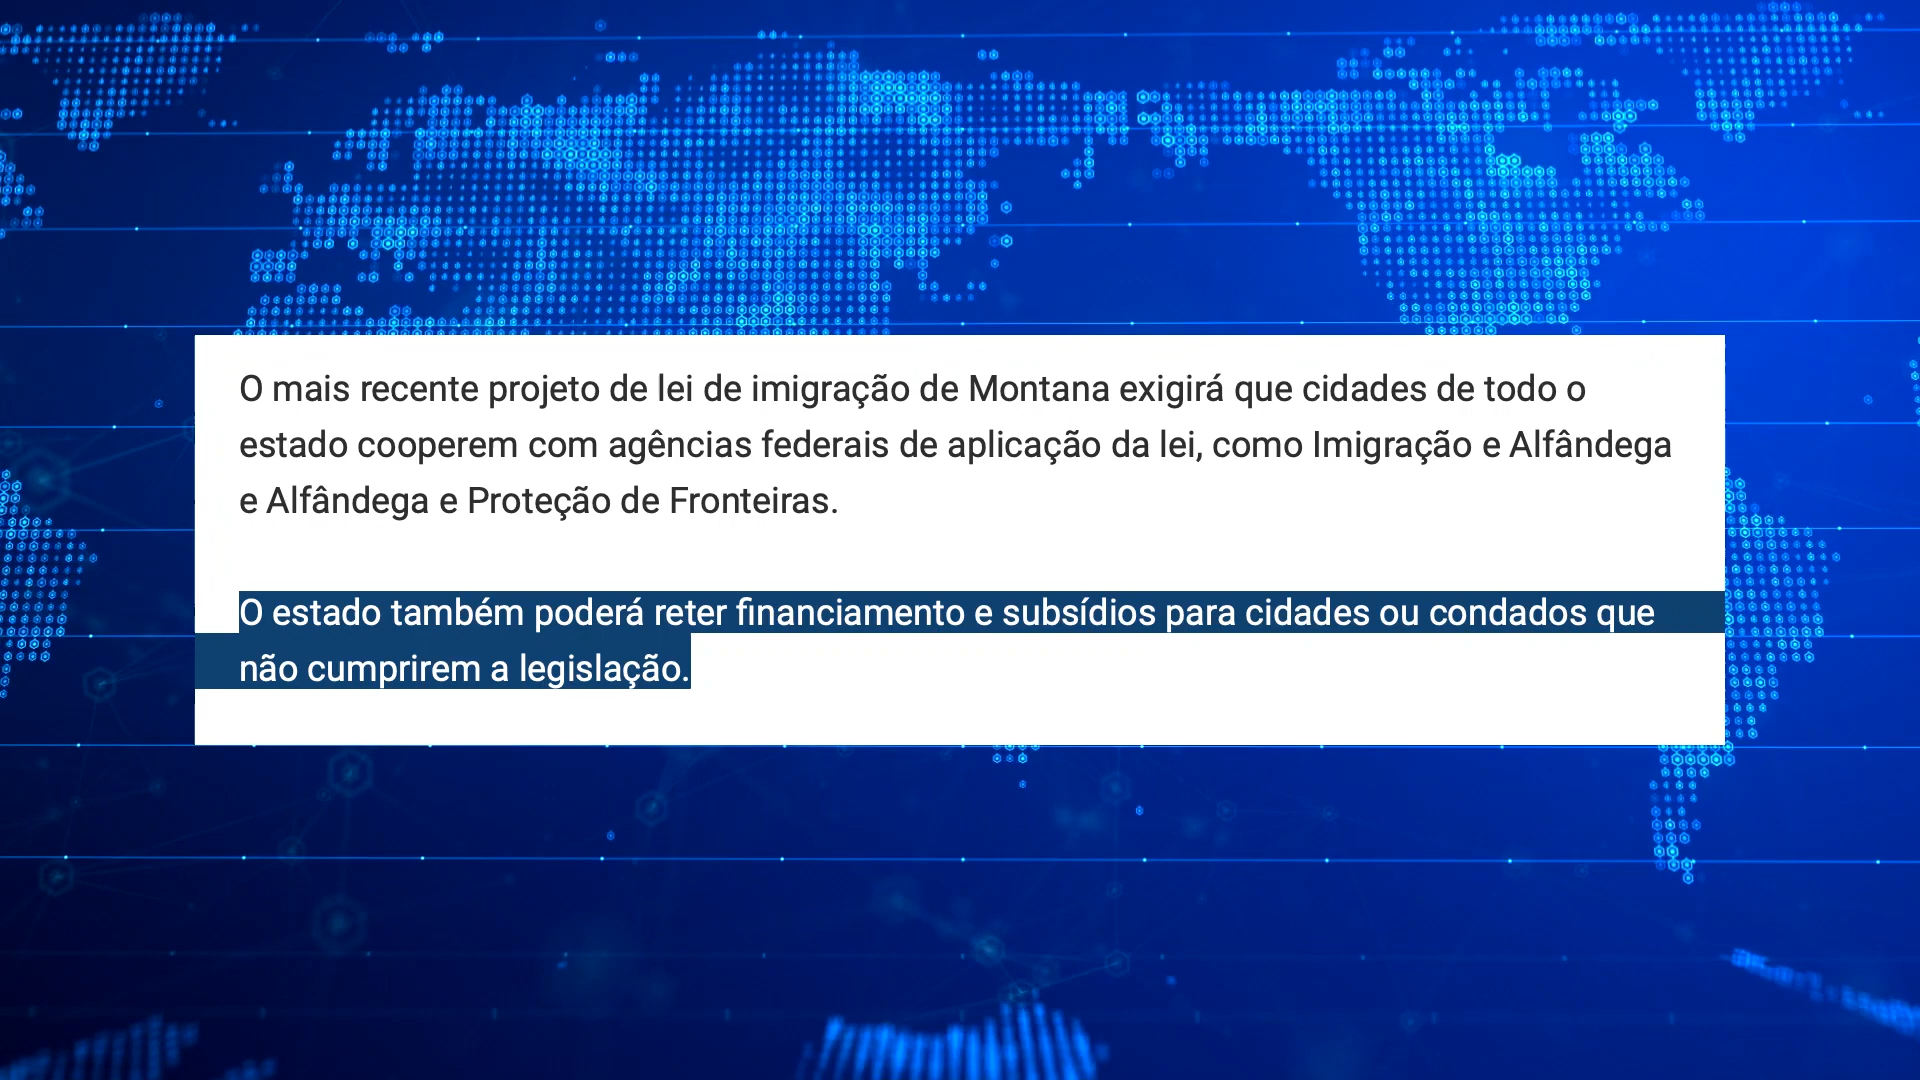 O mais recente projeto de lei de imigração de Montana exigirá que cidades de todo o
estado cooperem com agências federais de aplicação da lei, como Imigração e Alfândega
e Alfândega e Proteção de Fronteiras.
O estado também poderá reter financiamento e subsídios para cidades ou condados que
não cumprirem a legislação.